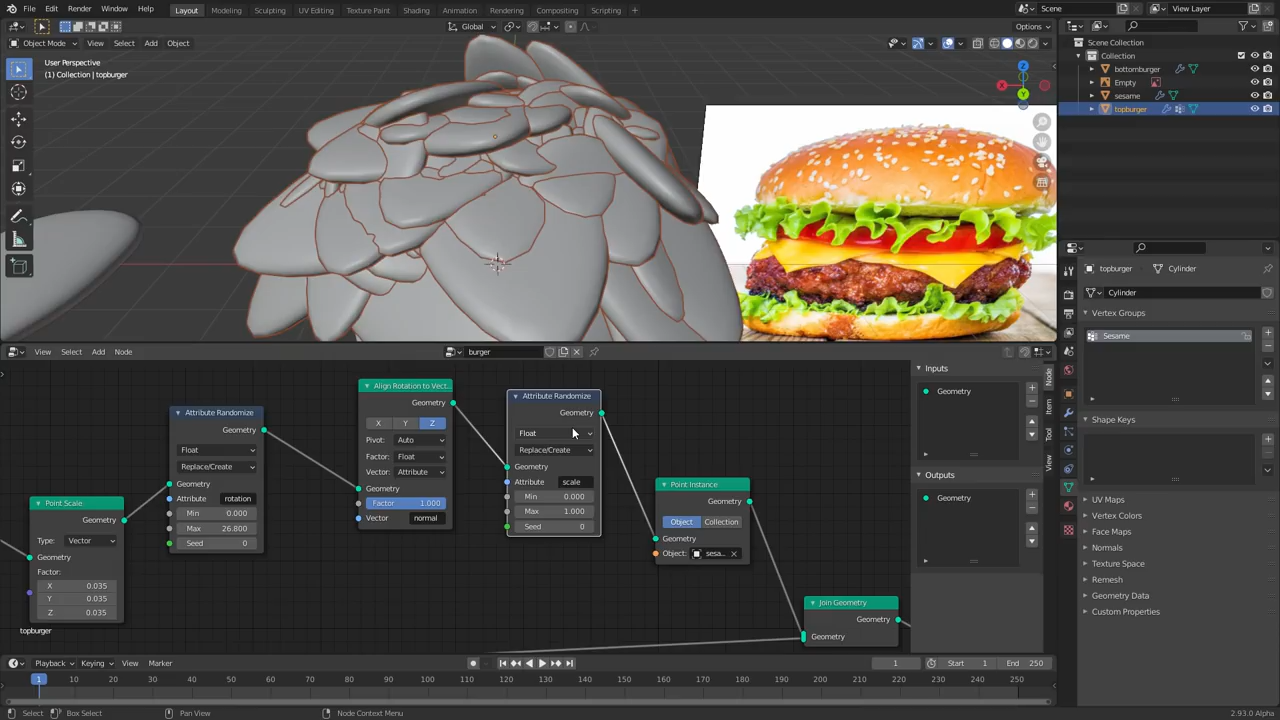 File Edit Render Window Help Layout Modeling Sculpting UV Editing Texture Paint Shading Animation Rendering Compositing Scripting + Scene View Layer
Global Options
Object Mode View Select Add Object
User Perspective
(1) Collection | topburger
Z
Y
X
Scene Collection
Collection
bottomburger
Empty
sesame
topburger
topburger Cylinder
Cylinder
Vertex Groups
Sesame
Shape Keys
UV Maps
Vertex Colors
Face Maps
Normals
Texture Space
Remesh
Geometry Data
Custom Properties
View Select Add Node burger
Point Scale
Geometry
Type: Vector
Geometry
Factor:
X 0.035
Y 0.035
Z 0.035
topburger
Attribute Randomize
Geometry
Float
Replace/Create
Geometry
Attribute rotation
Min 0.000
Max 26.800
Seed 0
Align Rotation to Vect...
Geometry
X Y Z
Pivot: Auto
Factor: Float
Vector: Attribute
Geometry
Factor 1.000
Vector normal
Attribute Randomize
Geometry
Float
Replace/Create
Geometry
Attribute scale
Min 0.000
Max 1.000
Seed 0
Point Instance
Geometry
Object Collection
Geometry
Object: sesa...
Join Geometry
Geometry
Geometry
Inputs
Geometry
Outputs
Geometry
Node
Item
Tool
View
Playback Keying View Marker 1 Start 1 End 250
1 10 20 30 40 50 60 70 80 90 100 110 120 130 140 150 160 170 180 190 200 210 220 230 240 250
Select Box Select Pan View Node Context Menu 2.93.0 Alpha